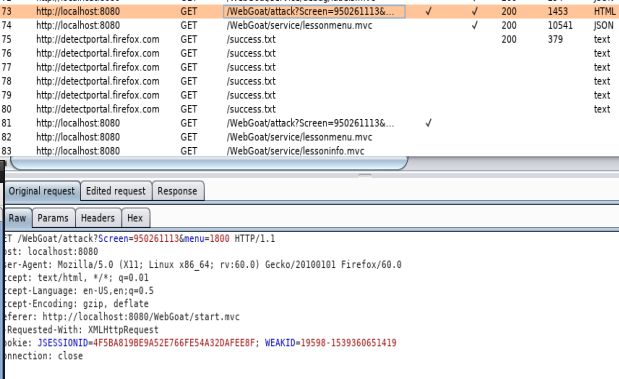 73 http://localhost:8080 GET /WebGoat/attack?Screen=950261113&... ✓ ✓ 200 1453 HTML
74 http://localhost:8080 GET /WebGoat/service/lessonmenu.mvc ✓ 200 10541 JSON
75 http://detectportal.firefox.com GET /success.txt 200 379 text
76 http://detectportal.firefox.com GET /success.txt text
77 http://detectportal.firefox.com GET /success.txt text
78 http://detectportal.firefox.com GET /success.txt text
79 http://detectportal.firefox.com GET /success.txt text
80 http://detectportal.firefox.com GET /success.txt text
81 http://localhost:8080 GET /WebGoat/attack?Screen=950261113&... ✓
82 http://localhost:8080 GET /WebGoat/service/lessonmenu.mvc
83 http://localhost:8080 GET /WebGoat/service/lessoninfo.mvc
Original request Edited request Response
Raw Params Headers Hex
ET /WebGoat/attack?Screen=950261113&menu=1800 HTTP/1.1
ost: localhost:8080
ser-Agent: Mozilla/5.0 (X11; Linux x86_64; rv:60.0) Gecko/20100101 Firefox/60.0
ccept: text/html, */*; q=0.01
ccept-Language: en-US,en;q=0.5
ccept-Encoding: gzip, deflate
eferer: http://localhost:8080/WebGoat/start.mvc
-Requested-With: XMLHttpRequest
ookie: JSESSIONID=4F5BA819BE9A52E766FE54A32DAFEE8F; WEAKID=19598-1539360651419
onnection: close